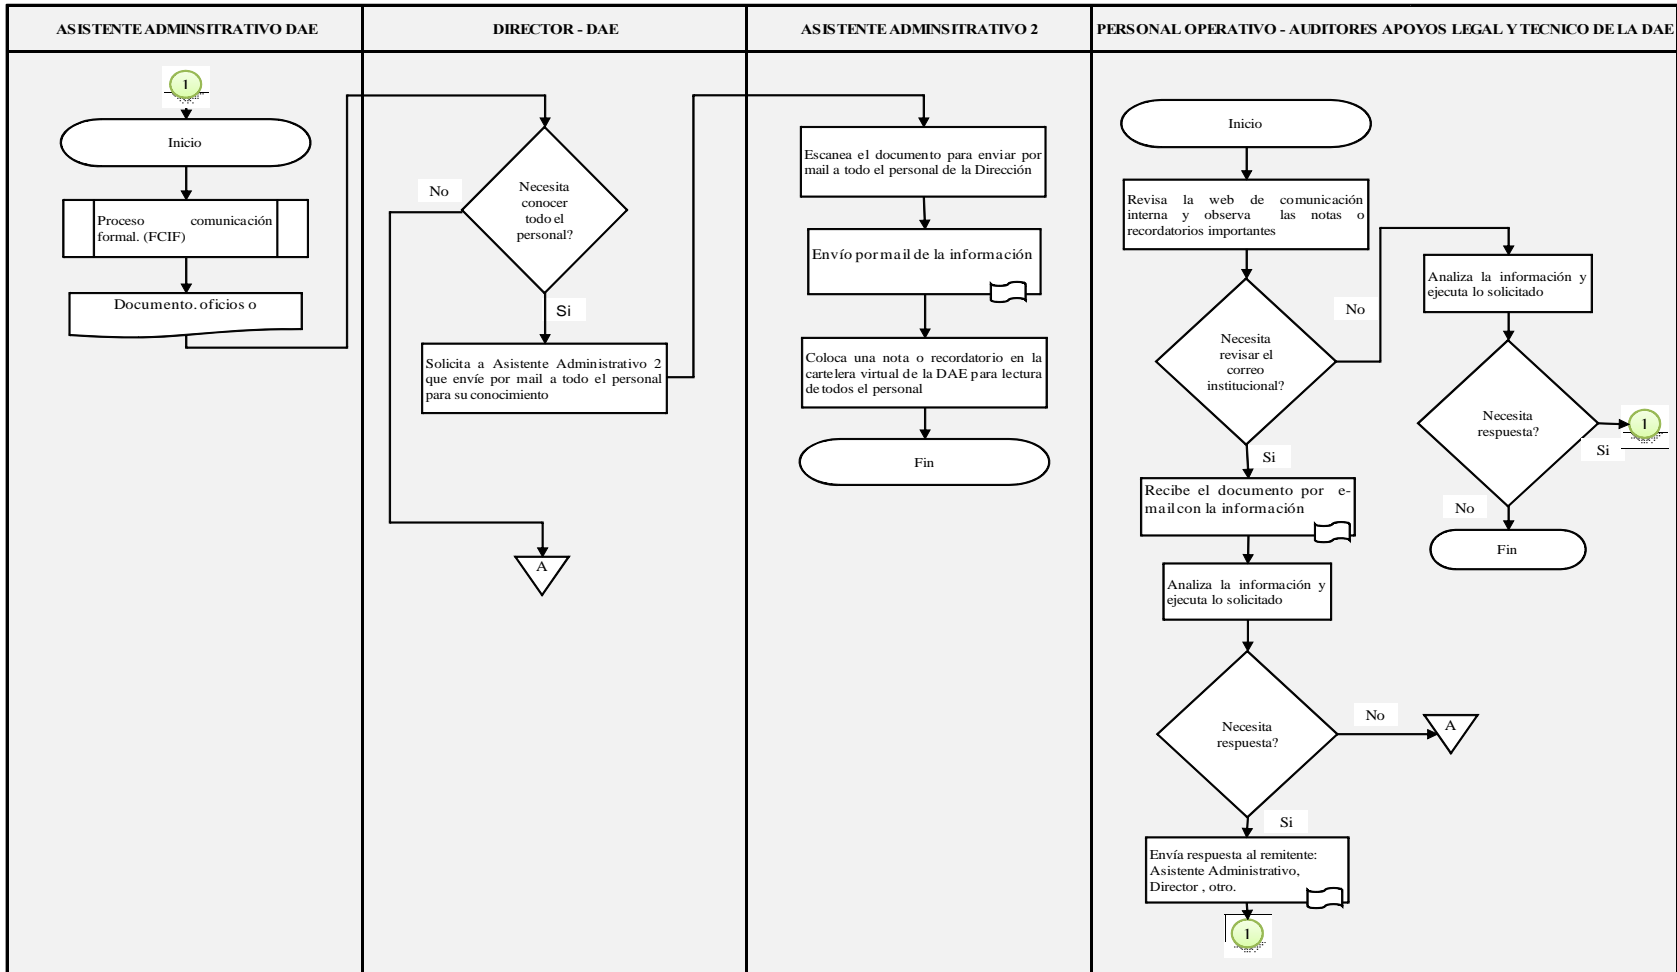 ASISTENTE ADMINSITRATIVO DAE
DIRECTOR - DAE
ASISTENTE ADMINSITRATIVO 2
PERSONAL OPERATIVO - AUDITORES APOYOS LEGAL Y TECNICO DE LA DAE
1
Inicio
Proceso comunicación
formal. (FCIF)
Documento. oficios o
Necesita
conocer
todo el
personal?
No
Si
Solicita a Asistente Administrativo 2
que envíe por mail a todo el personal
para su conocimiento
A
Escanea el documento para enviar por
mail a todo el personal de la Dirección
Envío por mail de la información
Coloca una nota o recordatorio en la
cartelera virtual de la DAE para lectura
de todos el personal
Fin
Inicio
Revisa la web de comunicación
interna y observa las notas o
recordatorios importantes
Necesita
revisar el
correo
institucional?
No
Si
Analiza la información y
ejecuta lo solicitado
Necesita
respuesta?
Si
1
No
Fin
Recibe el documento por e-
mail con la información
Analiza la información y
ejecuta lo solicitado
Necesita
respuesta?
No
A
Si
Envía respuesta al remitente:
Asistente Administrativo,
Director , otro.
1